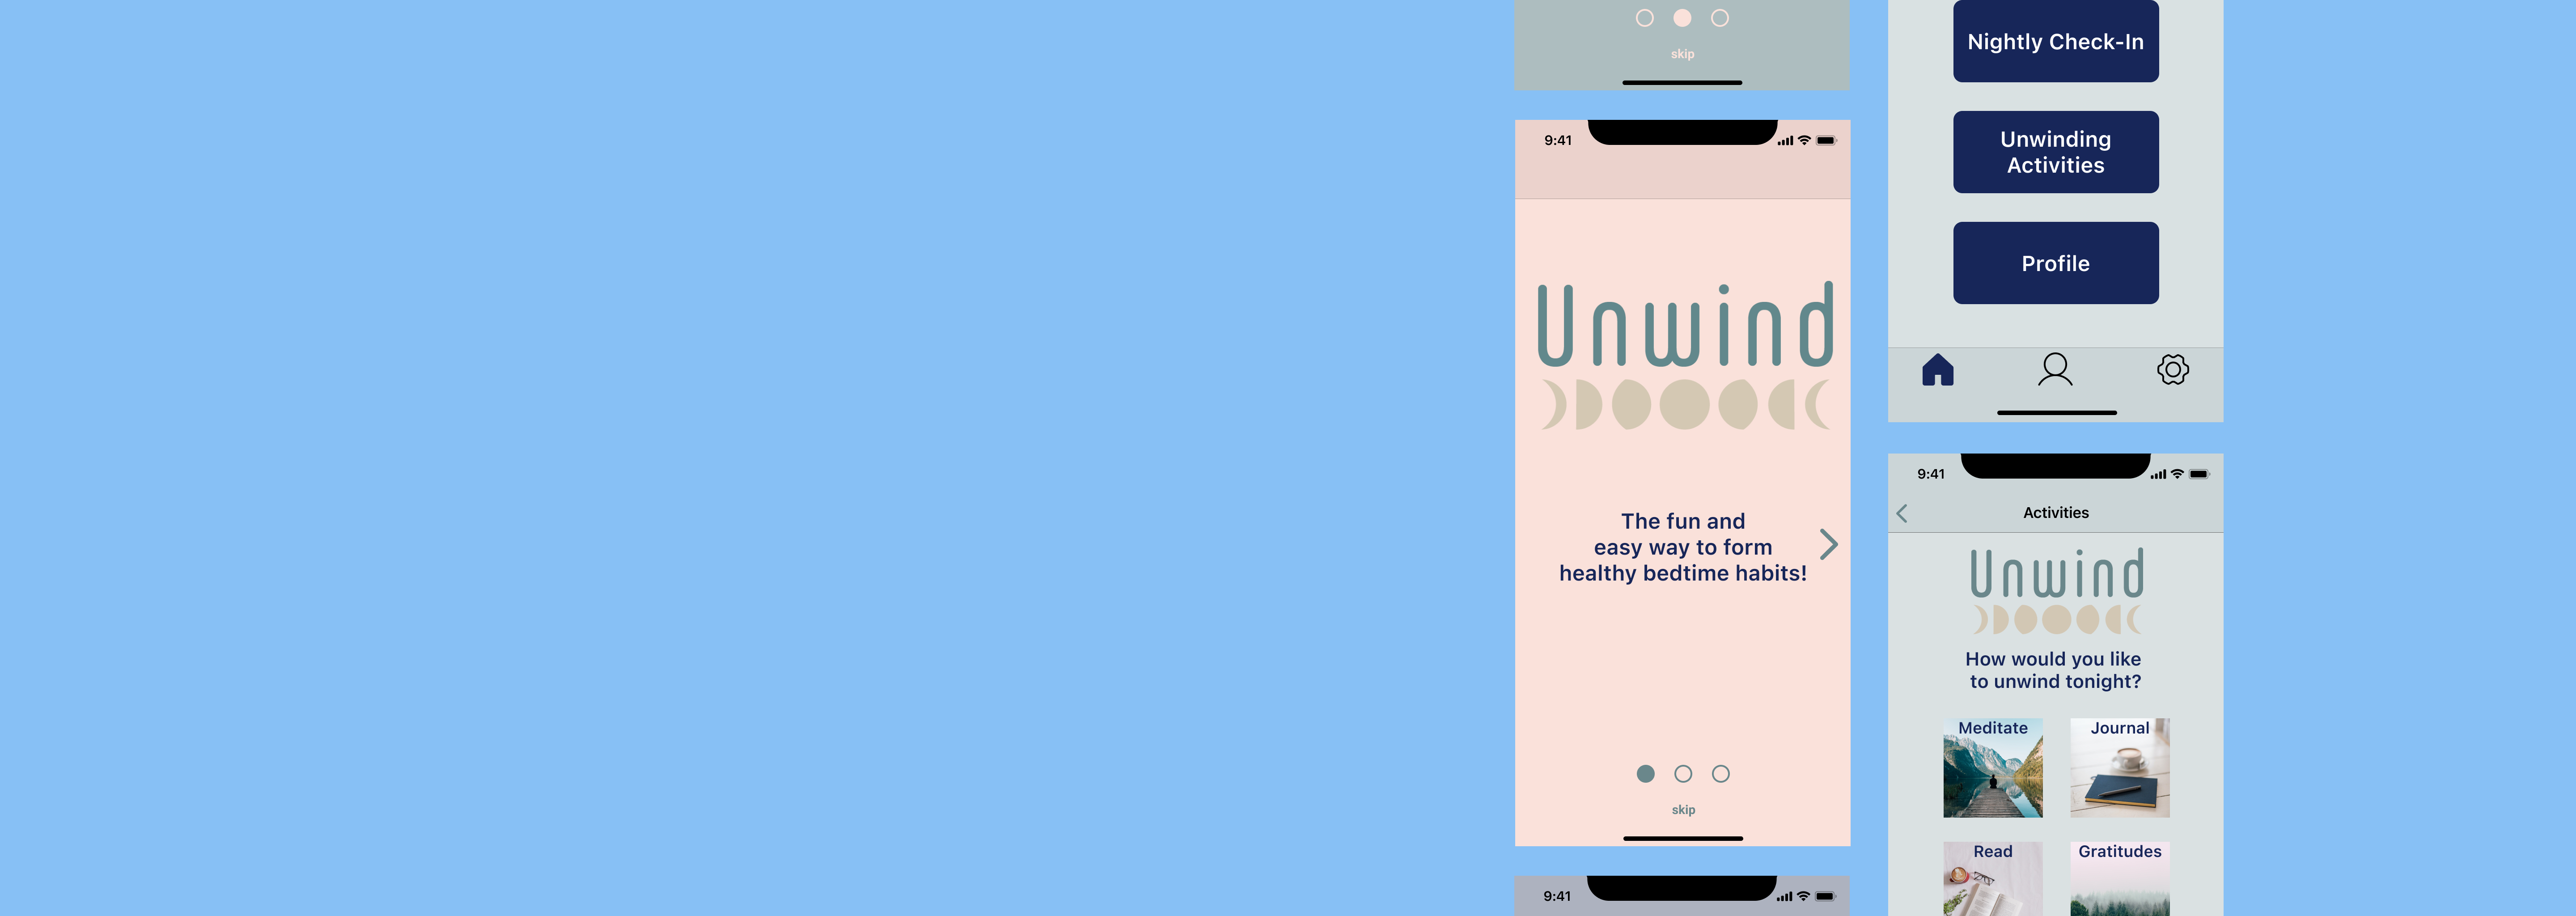 skip
9:41
Unwind
The fun and
easy way to form
healthy bedtime habits!
skip
9:41
Nightly Check-In
Unwinding
Activities
Profile
9:41
Activities
Unwind
How would you like
to unwind tonight?
Meditate
Journal
Read
Gratitudes